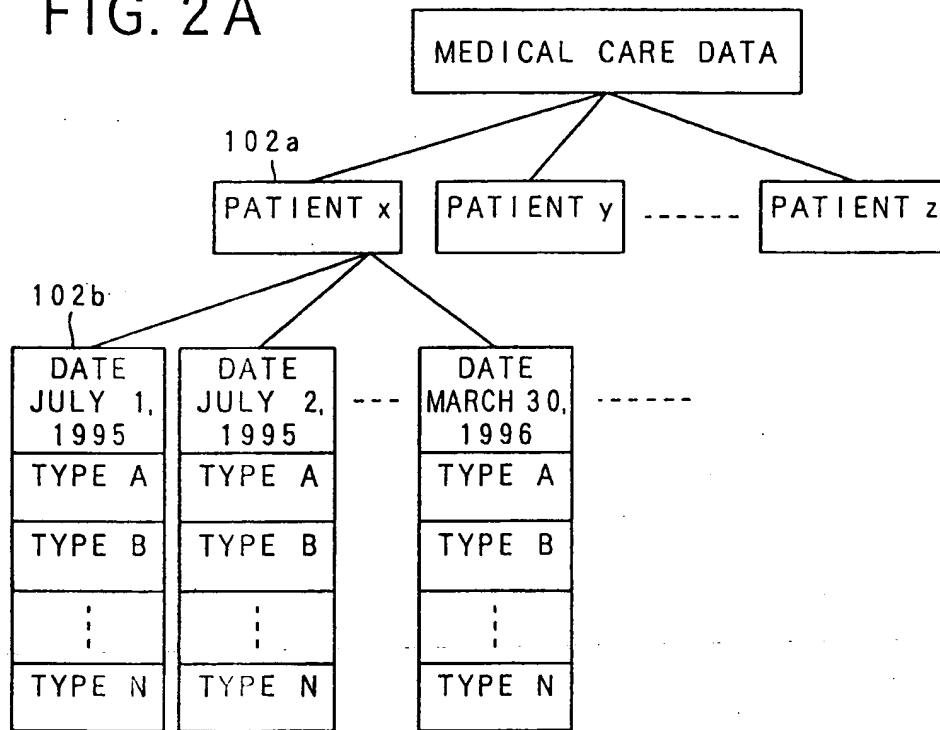 FIG. 2A
MEDICAL CARE DATA
102a
PATIENT x
PATIENT y
PATIENT z
102b
DATE
JULY 1,
1995
TYPE A
TYPE B
TYPE N
DATE
JULY 2,
1995
TYPE A
TYPE B
TYPE N
DATE
MARCH 30,
1996
TYPE A
TYPE B
TYPE N